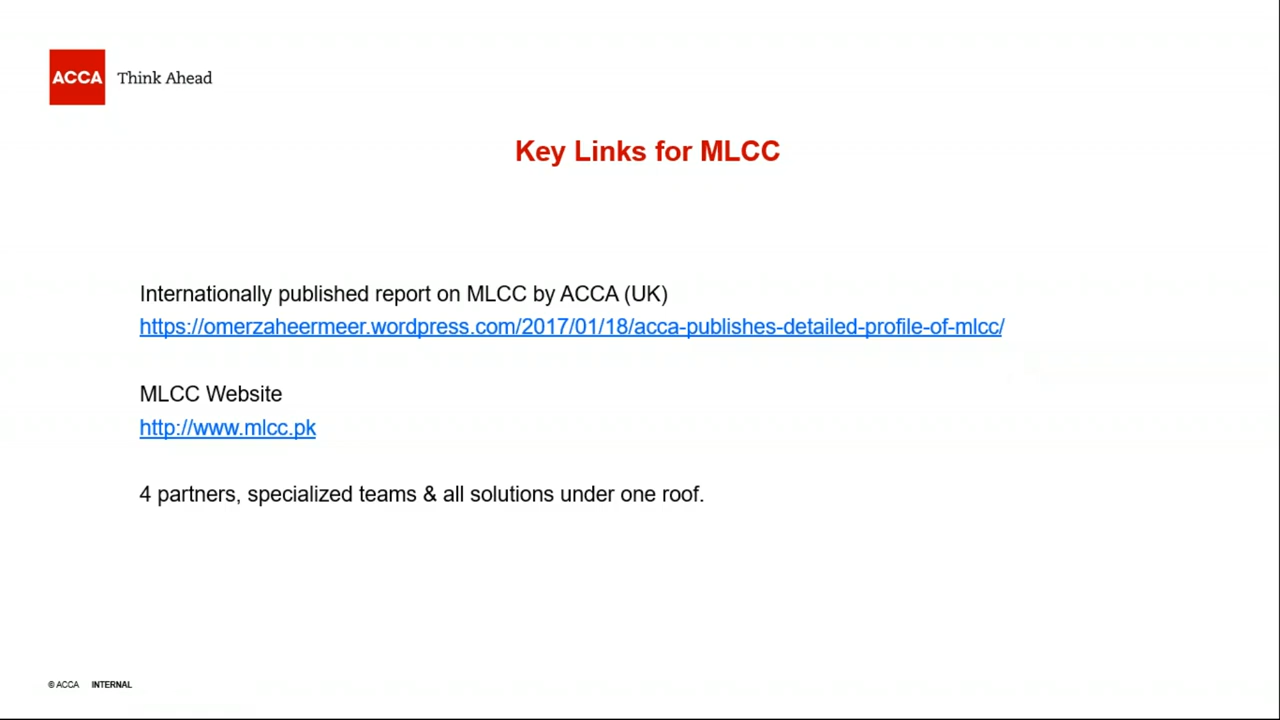 ACCA Think Ahead
Key Links for MLCC
Internationally published report on MLCC by ACCA (UK)
https://omerzaheermeer.wordpress.com/2017/01/18/acca-publishes-detailed-profile-of-mlcc/
MLCC Website
http://www.mlcc.pk
4 partners, specialized teams & all solutions under one roof.
© ACCA INTERNAL